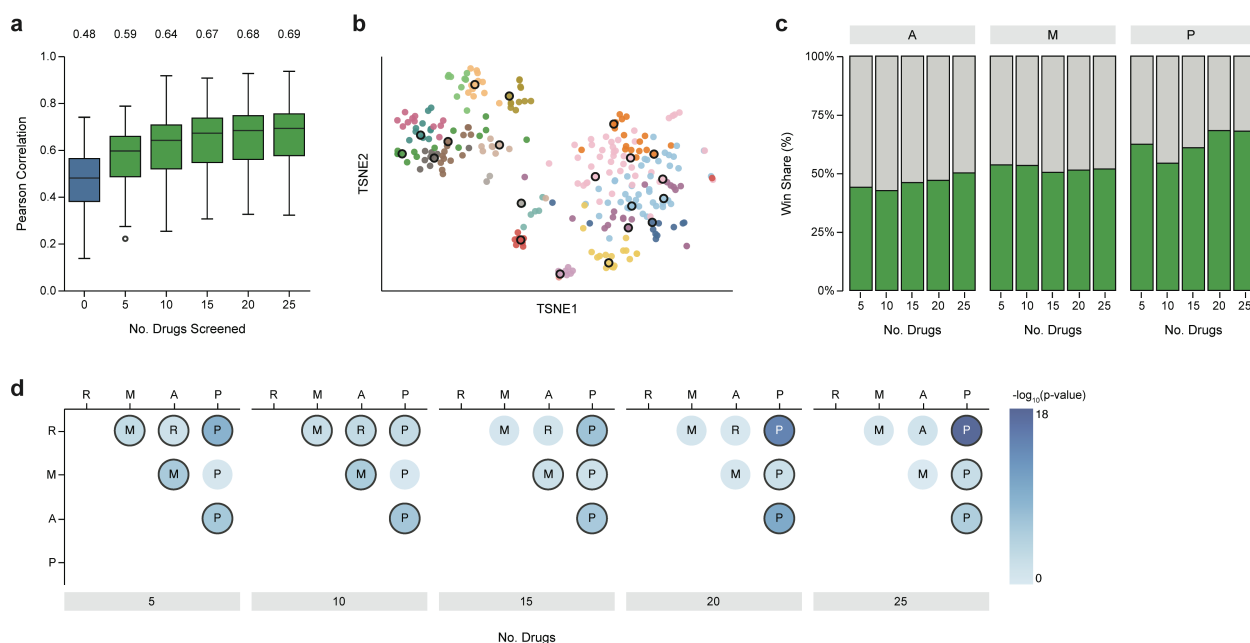 a
0.48 0.59 0.64 0.67 0.68 0.69
Pearson Correlation
1.0
0.8
0.6
0.4
0.2
0.0
0 5 10 15 20 25
No. Drugs Screened
b
TSNE2
TSNE1
c
A M P
Win Share (%)
100%
75%
50%
25%
0%
5 10 15 20 25 5 10 15 20 25 5 10 15 20 25
No. Drugs No. Drugs No. Drugs
d
R M A P R M A P R M A P R M A P R M A P
-log10(p-value)
18
0
R M R P M R P M R P M R P M A P
M M P M P M P M P M P
A P P P P P
P
5 10 15 20 25
No. Drugs